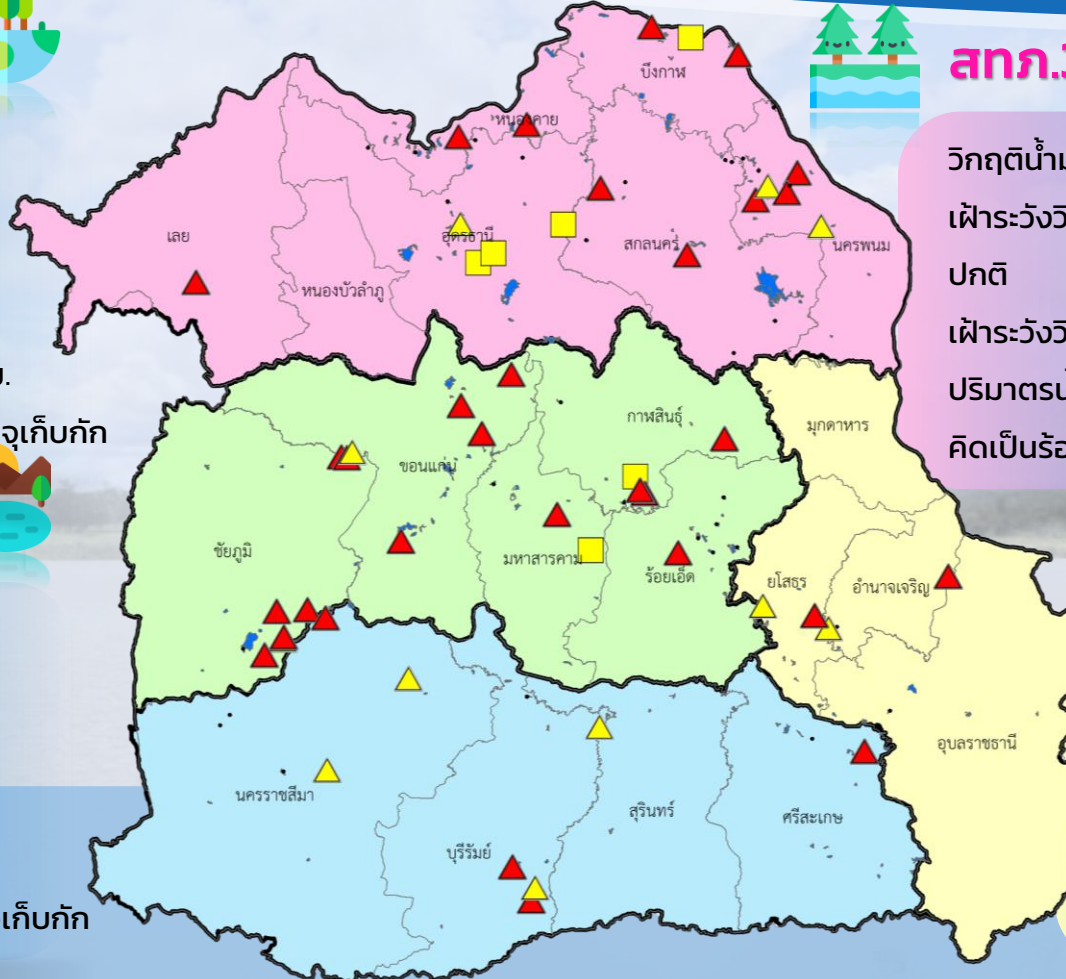 สทภ.3
วิกฤติน้ำม
เฝ้าระวังวิ
ปกติ
เฝ้าระวังวิ
ปริมาตรน้
คิดเป็นร้อ
ม.
จุเก็บกัก
เก็บกัก
บึงกาฬ
หนองคาย
เลย
อุดรธานี
สกลนคร
นครพนม
หนองบัวลำภู
กาฬสินธุ์
มุกดาหาร
ขอนแก่น
ชัยภูมิ
มหาสารคาม
ร้อยเอ็ด
ยโสธร
อำนาจเจริญ
อุบลราชธานี
นครราชสีมา
สุรินทร์
ศรีสะเกษ
บุรีรัมย์